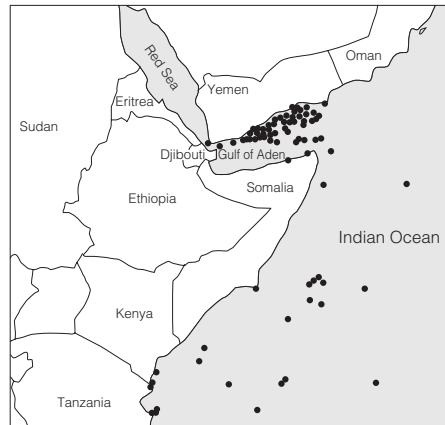 Oman
Red Sea
Yemen
Eritrea
Sudan
Djibouti
Gulf of Aden
Ethiopia
Somalia
Indian Ocean
Kenya
Tanzania